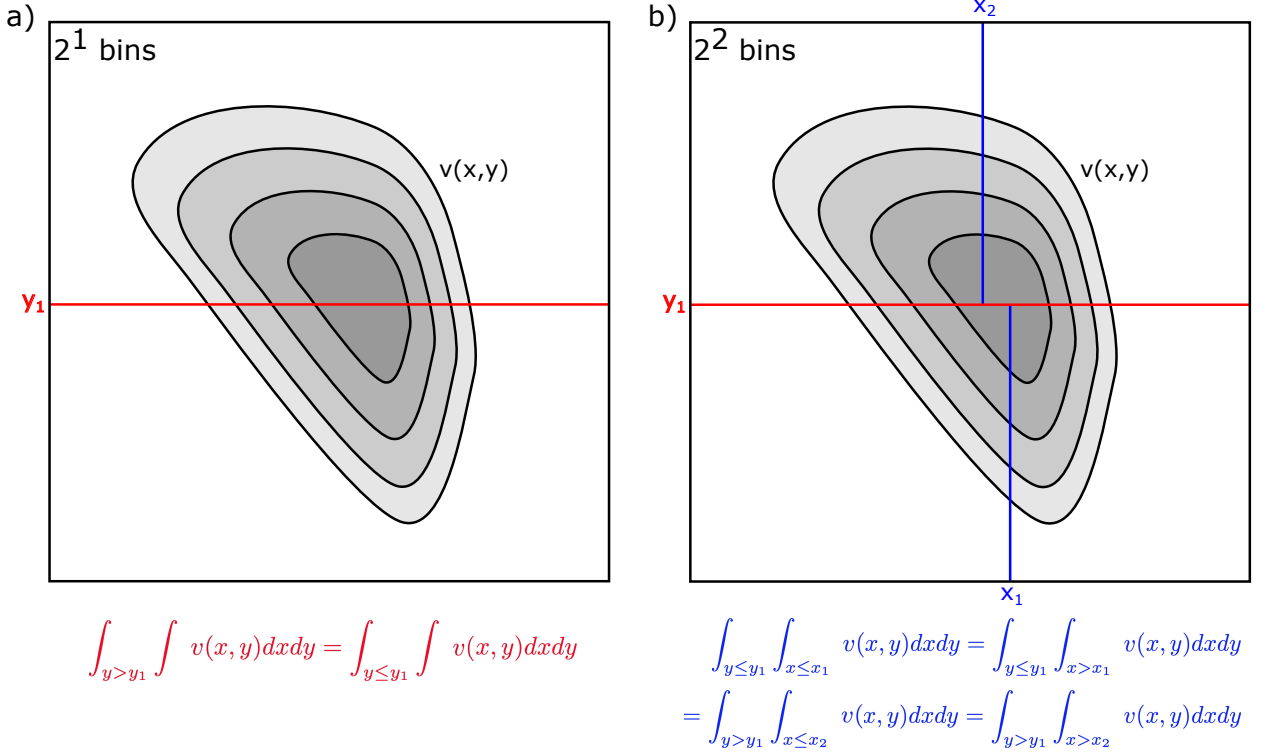 a)
2^1 bins
v(x,y)
y₁
∫_{y>y₁} ∫ v(x, y)dxdy = ∫_{y≤y₁} ∫ v(x, y)dxdy
b)
x₂
2^2 bins
v(x,y)
y₁
x₁
∫_{y≤y₁} ∫_{x≤x₁} v(x, y)dxdy = ∫_{y≤y₁} ∫_{x>x₁} v(x, y)dxdy
= ∫_{y>y₁} ∫_{x≤x₂} v(x, y)dxdy = ∫_{y>y₁} ∫_{x>x₂} v(x, y)dxdy